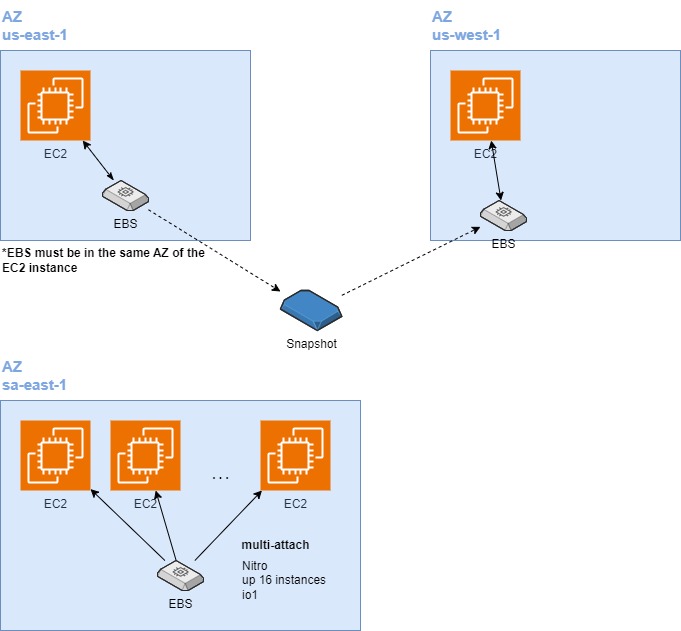 AZ
us-east-1
AZ
us-west-1
EC2
EC2
EBS
EBS
*EBS must be in the same AZ of the
EC2 instance
Snapshot
AZ
sa-east-1
...
EC2
EC2
EC2
multi-attach
Nitro
up 16 instances
io1
EBS